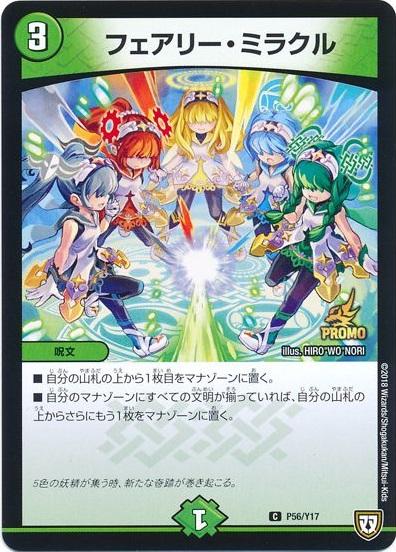 3
フェアリー・ミラクル
PROMO
illus. HIRO*WO*NORI
呪文
■自分の山札の上から1枚目をマナゾーンに置く。
■自分のマナゾーンにすべての文明が揃っていれば、自分の山札の
上からさらにもう1枚をマナゾーンに置く。
5色の妖精が集う時、新たな奇跡が巻き起こる。
1
C P56/Y17
©2018 Wizards/Shogakukan/Mitsui-Kids